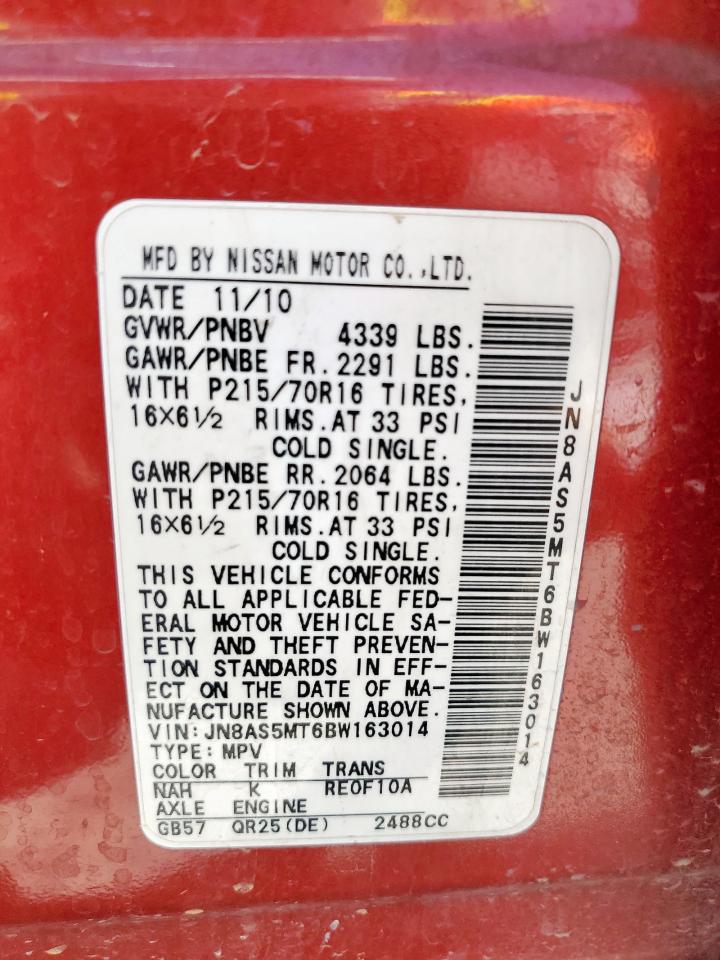 MFD BY NISSAN MOTOR CO.,LTD.
DATE 11/10
GVWR/PNBV 4339 LBS.
GAWR/PNBE FR.2291 LBS.
WITH P215/70R16 TIRES,
16X6½ RIMS.AT 33 PSI
COLD SINGLE.
GAWR/PNBE RR.2064 LBS.
WITH P215/70R16 TIRES,
16X6½ RIMS.AT 33 PSI
COLD SINGLE.
THIS VEHICLE CONFORMS
TO ALL APPLICABLE FED-
ERAL MOTOR VEHICLE SA-
FETY AND THEFT PREVEN-
TION STANDARDS IN EFF-
ECT ON THE DATE OF MA-
NUFACTURE SHOWN ABOVE.
VIN:JN8AS5MT6BW163014
TYPE:MPV
COLOR TRIM TRANS
NAH K RE0F10A
AXLE ENGINE
GB57 QR25(DE) 2488CC
JN8AS5MT6BW163014